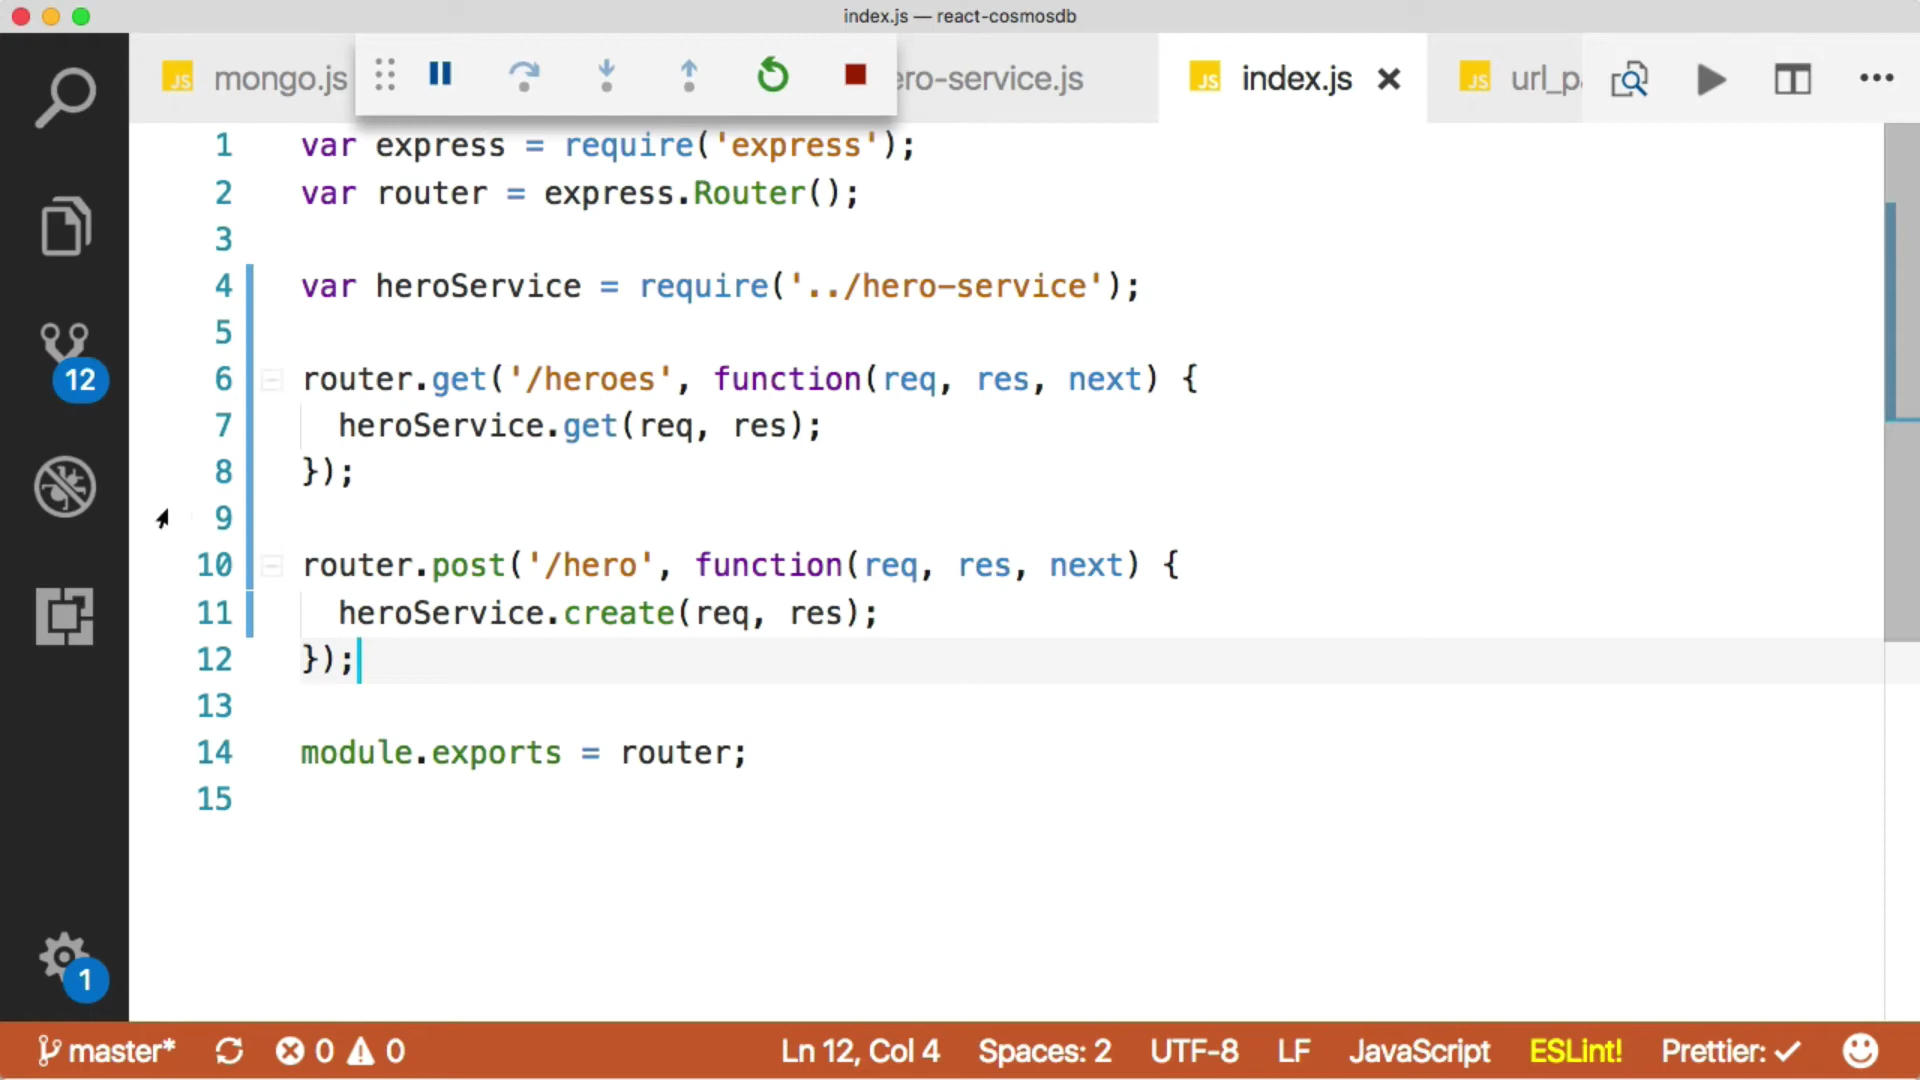 index.js — react-cosmosdb
JS mongo.js
ero-service.js
JS index.js
JS url_p
1 var express = require('express');
2 var router = express.Router();
3
4 var heroService = require('../hero-service');
5
6 router.get('/heroes', function(req, res, next) {
7 heroService.get(req, res);
8 });
9
10 router.post('/hero', function(req, res, next) {
11 heroService.create(req, res);
12 });
13
14 module.exports = router;
15
12
1
master* 0 0 Ln 12, Col 4 Spaces: 2 UTF-8 LF JavaScript ESLint! Prettier: ✓